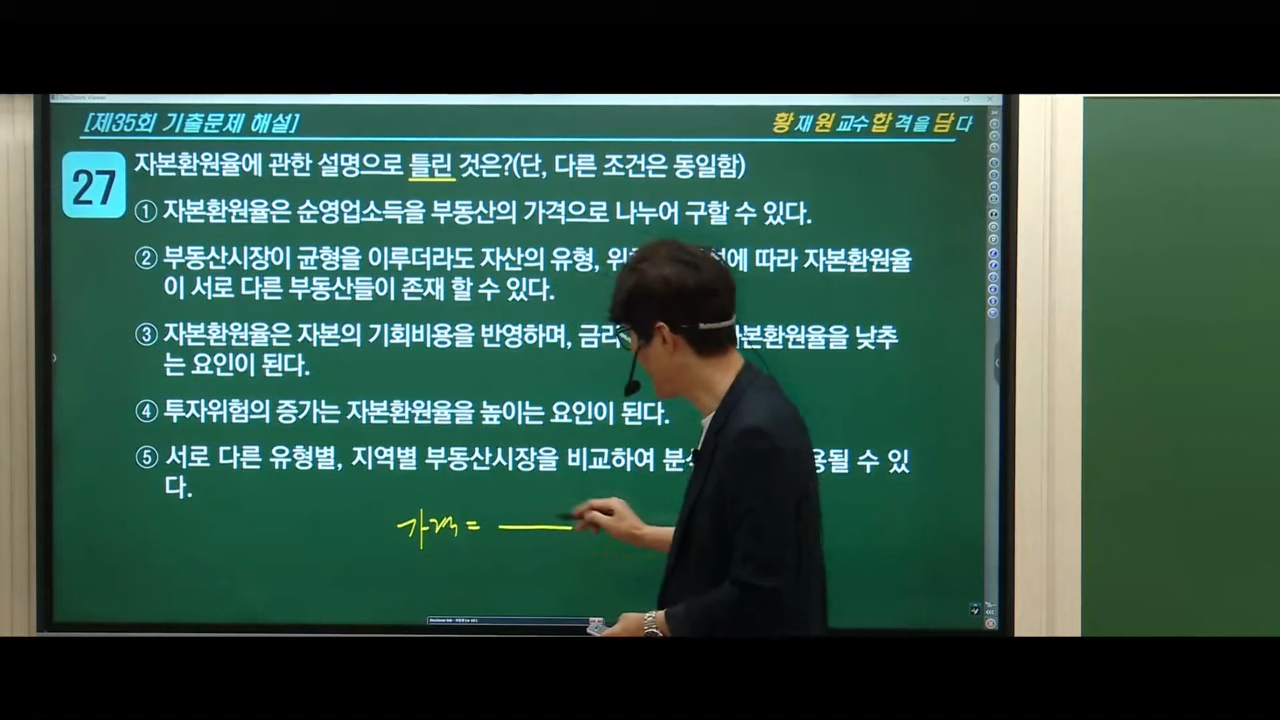 [제35회 기출문제 해설]
황재원 교수 합격을 담다
27
자본환원율에 관한 설명으로 틀린 것은?(단, 다른 조건은 동일함)
① 자본환원율은 순영업소득을 부동산의 가격으로 나누어 구할 수 있다.
② 부동산시장이 균형을 이루더라도 자산의 유형, 에 따라 자본환원율
이 서로 다른 부동산들이 존재 할 수 있다.
③ 자본환원율은 자본의 기회비용을 반영하며, 자본환원율을 낮추
는 요인이 된다.
④ 투자위험의 증가는 자본환원율을 높이는 요인이 된다.
⑤ 서로 다른 유형별, 지역별 부동산시장을 비교하여 수 있
다.
가격 =